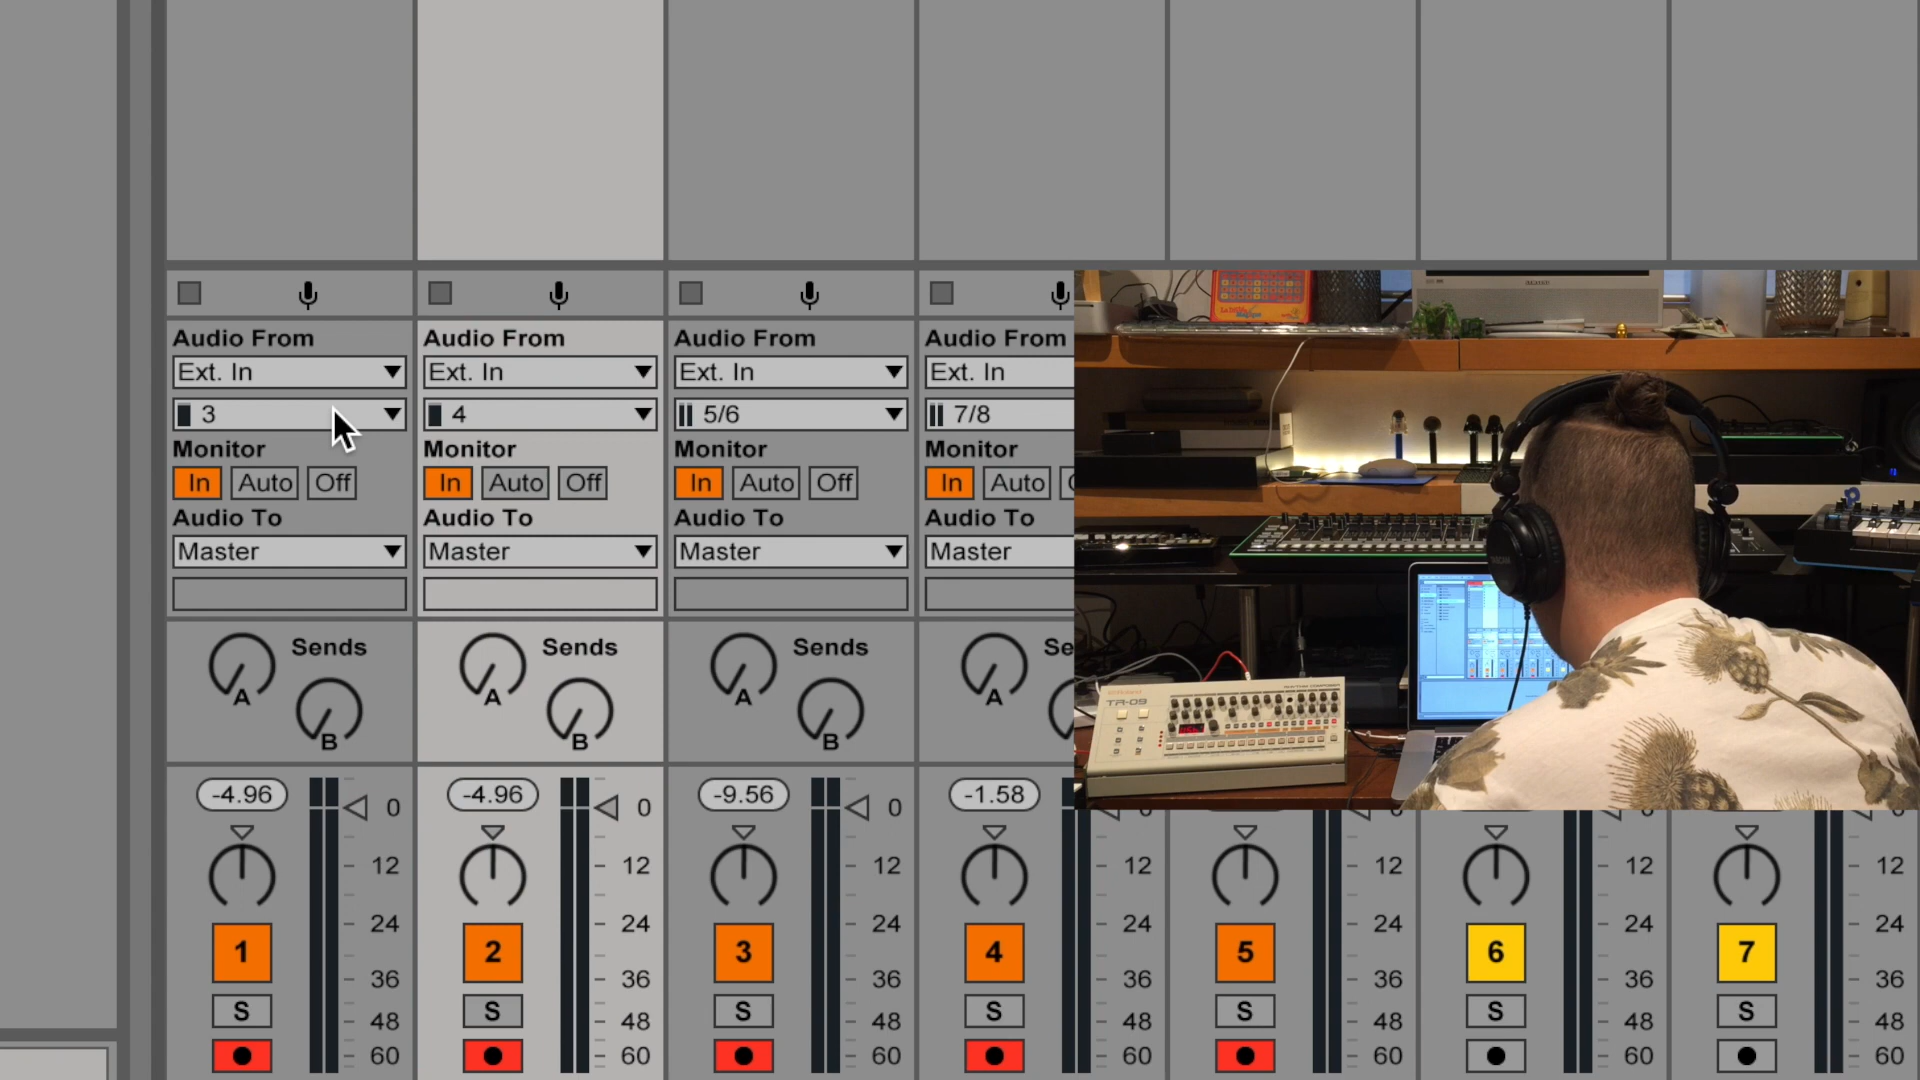 Audio From Audio From Audio From Audio From
Ext. In Ext. In Ext. In Ext. In
3 4 5/6 7/8
Monitor Monitor Monitor Monitor
In Auto Off In Auto Off In Auto Off In Auto
Audio To Audio To Audio To Audio To
Master Master Master Master
Sends Sends Sends Se
A A A A
B B B
-4.96 0 -4.96 0 -9.56 0 -1.58
12 12 12 12 12 12 12
24 24 24 24 24 24 24
1 2 3 4 5 6 7
36 36 36 36 36 36 36
S S S S S S S
48 48 48 48 48 48 48
60 60 60 60 60 60 60
Roland
TR-09